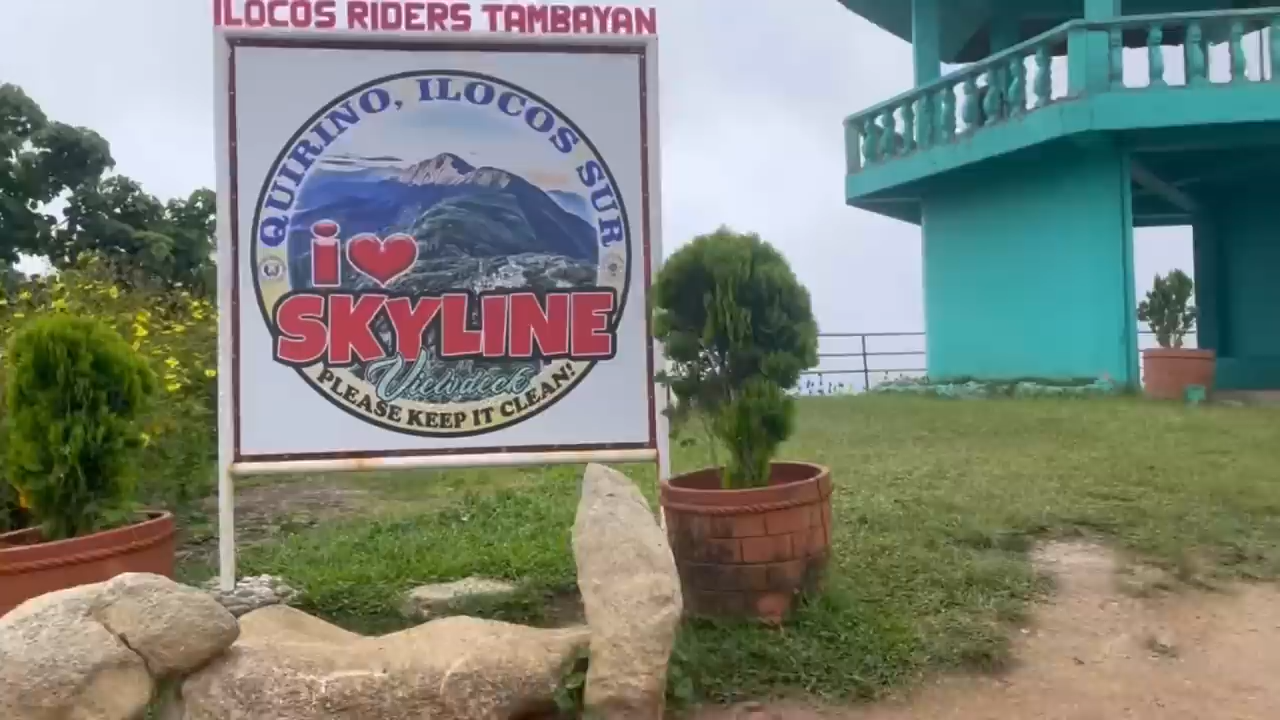 ILOCOS RIDERS TAMBAYAN
QUIRINO, ILOCOS SUR
i
SKYLINE
Viewdeck
PLEASE KEEP IT CLEAN!